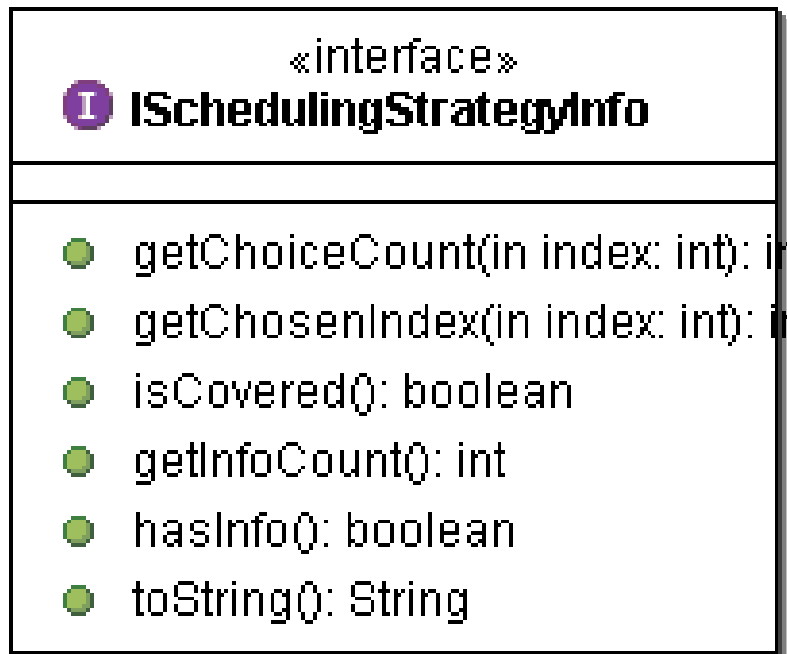 «interface»
I ISchedulingStrategyInfo
getChoiceCount(in index: int): i
getChosenIndex(in index: int): i
isCovered(): boolean
getInfoCount(): int
hasInfo(): boolean
toString(): String